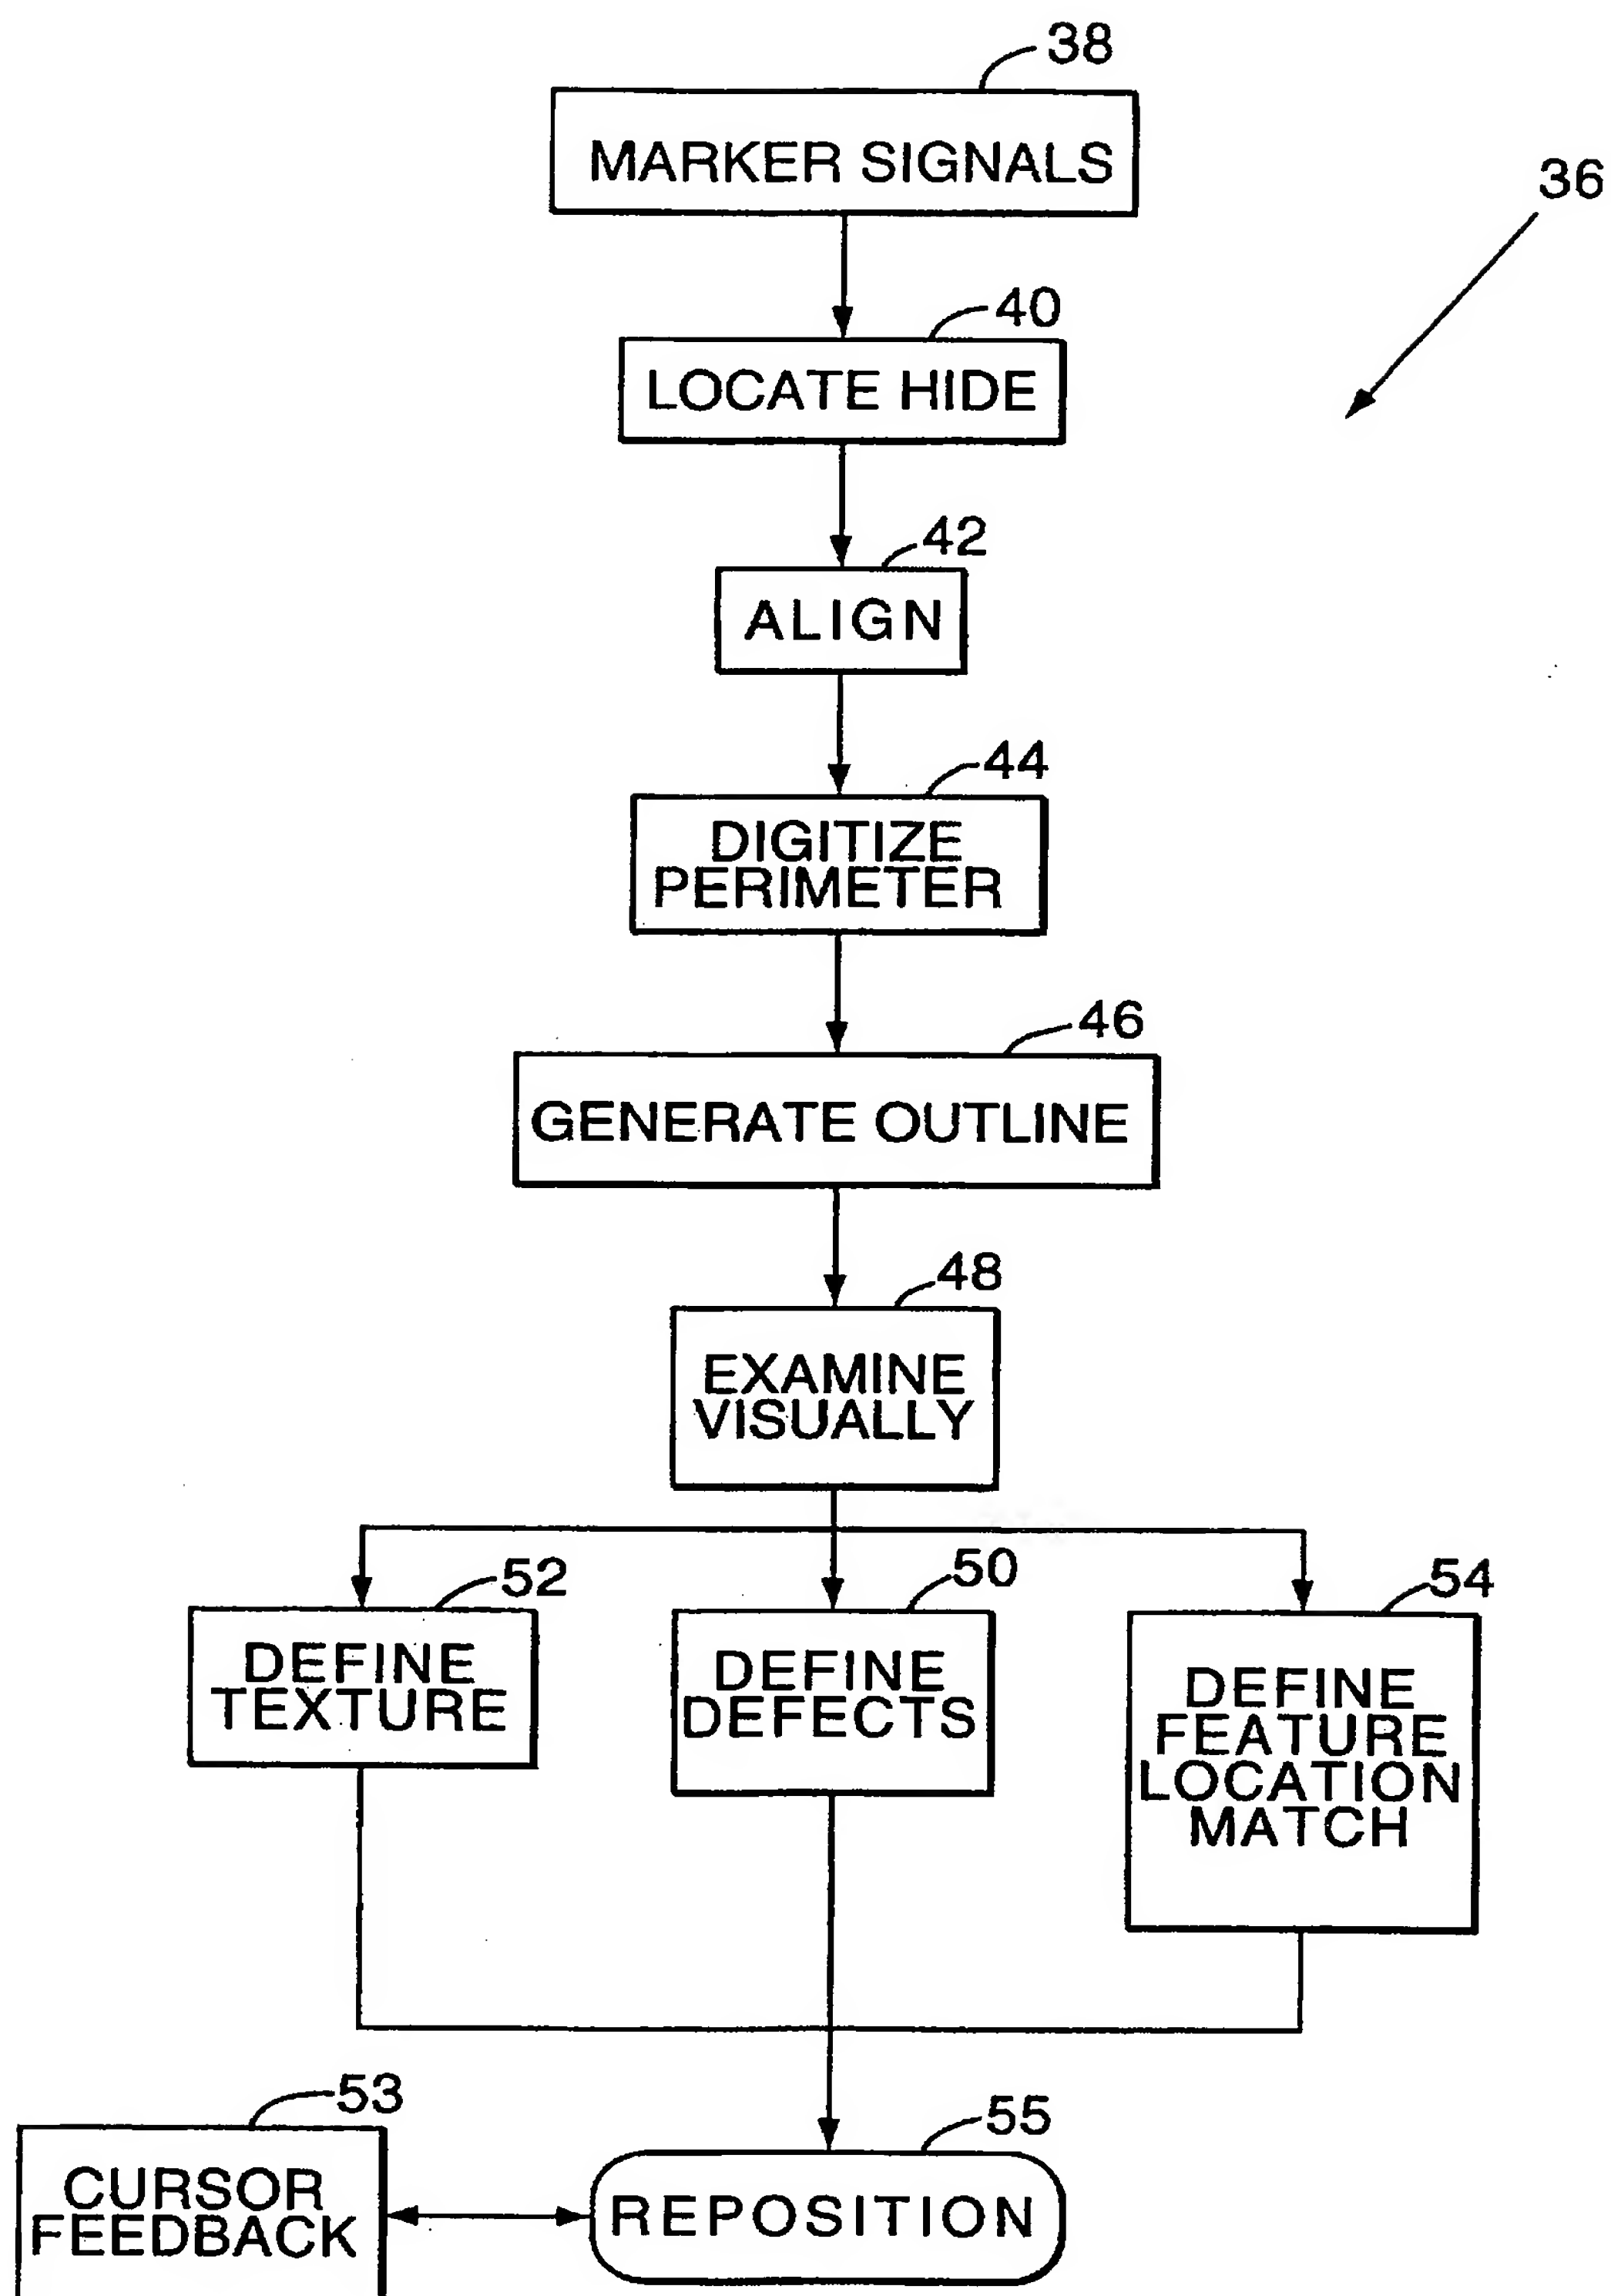 38
MARKER SIGNALS
36
40
LOCATE HIDE
42
ALIGN
44
DIGITIZE
PERIMETER
46
GENERATE OUTLINE
48
EXAMINE
VISUALLY
52
DEFINE
TEXTURE
50
DEFINE
DEFECTS
54
DEFINE
FEATURE
LOCATION
MATCH
53
CURSOR
FEEDBACK
55
REPOSITION